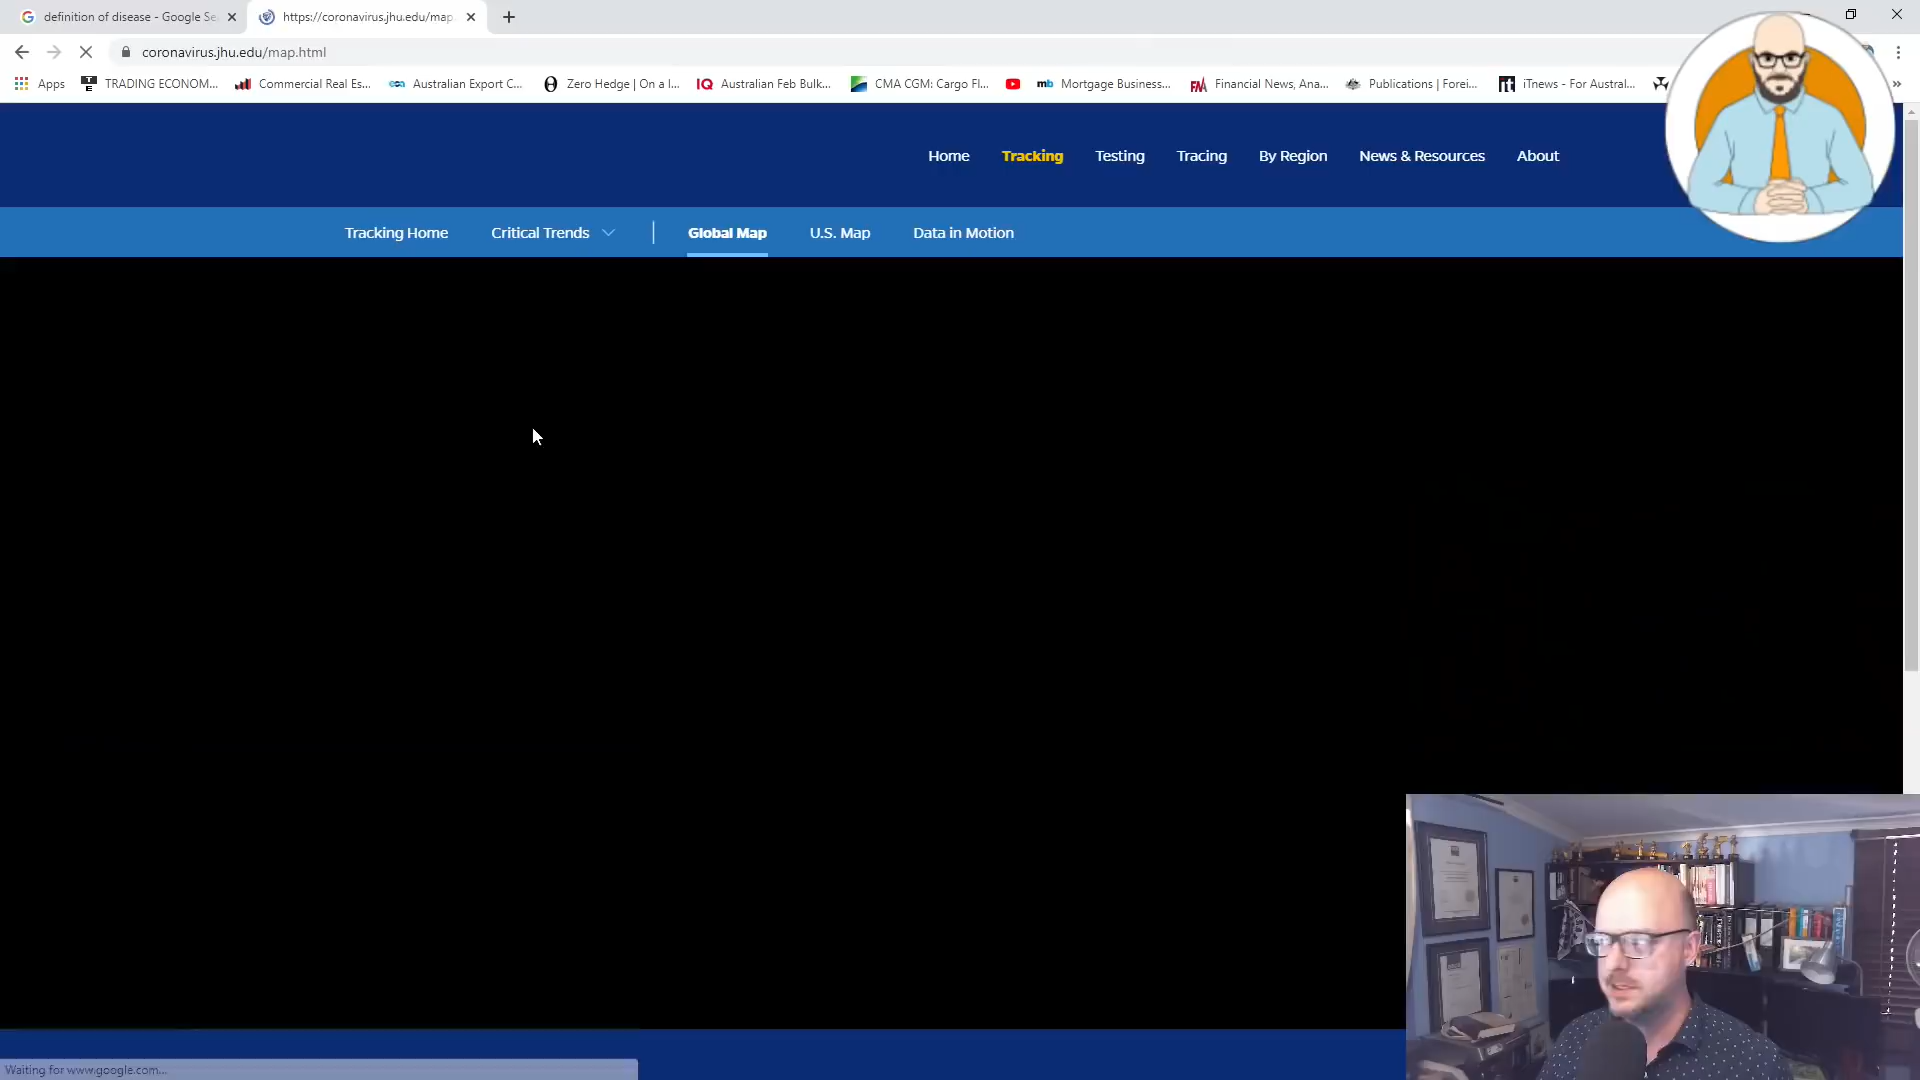 definition of disease - Google Se
https://coronavirus.jhu.edu/map.
coronavirus.jhu.edu/map.html
Apps TRADING ECONOM... Commercial Real Es... Australian Export C... Zero Hedge | On a l... Australian Feb Bulk... CMA CGM: Cargo Fl... Mortgage Business... Financial News, Ana... Publications | Forei... iTnews - For Austral...
Home Tracking Testing Tracing By Region News & Resources About
Tracking Home Critical Trends Global Map U.S. Map Data in Motion
Waiting for www.google.com...